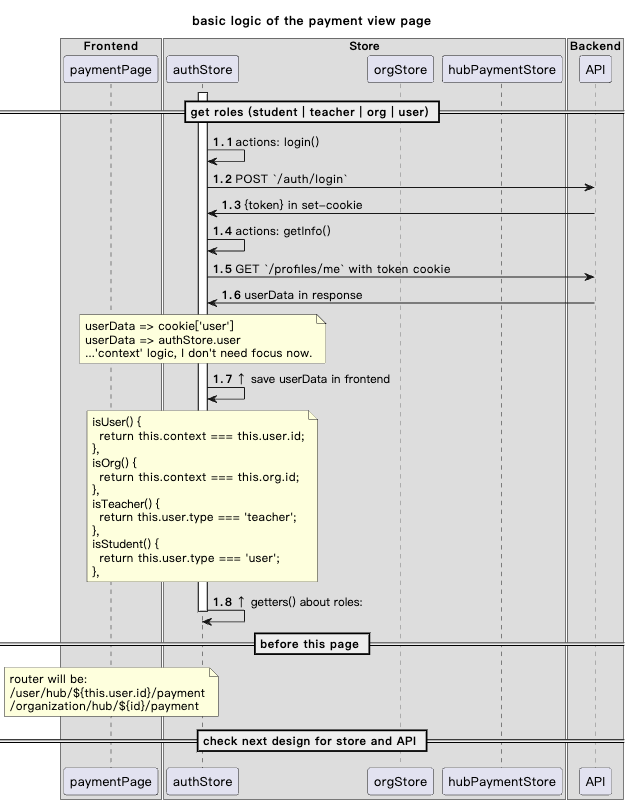 basic logic of the payment view page
Frontend
Store
Backend
paymentPage
authStore
orgStore
hubPaymentStore
API
get roles (student | teacher | org | user)
1.1 actions: login()
1.2 POST `/auth/login`
1.3 {token} in set-cookie
1.4 actions: getInfo()
1.5 GET `/profiles/me` with token cookie
1.6 userData in response
userData => cookie['user']
userData => authStore.user
...'context' logic, I don't need focus now.
1.7 ↑ save userData in frontend
isUser() {
return this.context === this.user.id;
},
isOrg() {
return this.context === this.org.id;
},
isTeacher() {
return this.user.type === 'teacher';
},
isStudent() {
return this.user.type === 'user';
},
1.8 ↑ getters() about roles:
before this page
router will be:
/user/hub/${this.user.id}/payment
/organization/hub/${id}/payment
check next design for store and API
paymentPage
authStore
orgStore
hubPaymentStore
API